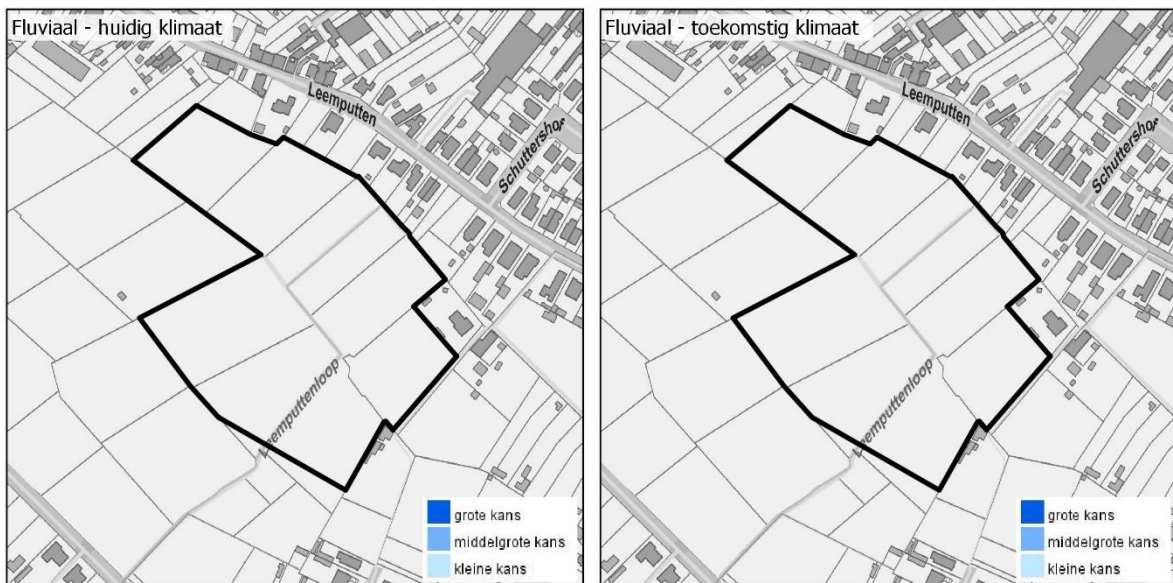 Fluviaal - huidig klimaat
Leemputten
Schuttershof
Leemputtenloop
grote kans
middelgrote kans
kleine kans
Fluviaal - toekomstig klimaat
Leemputten
Schuttershof
Leemputtenloop
grote kans
middelgrote kans
kleine kans